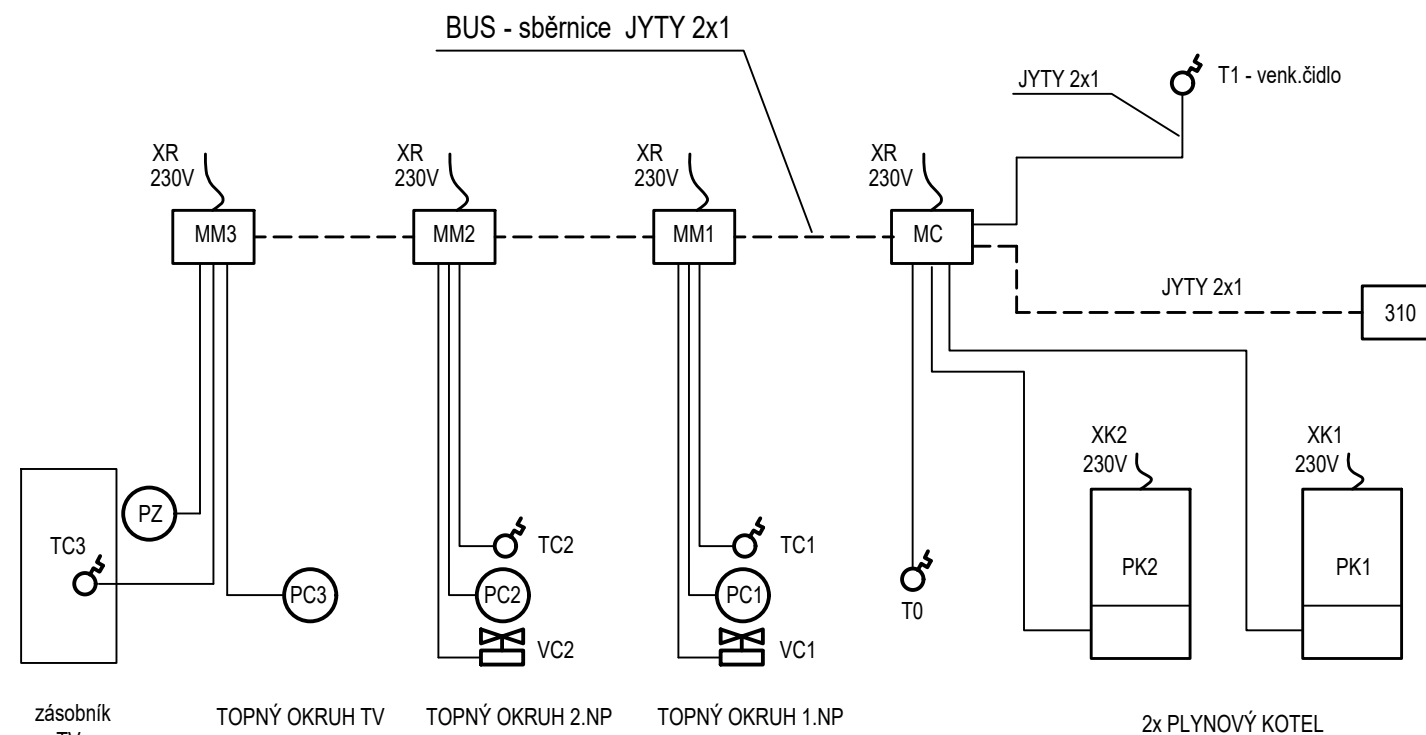 BUS - sběrnice JYTY 2x1
JYTY 2x1
T1 - venk.čidlo
XR
230V
XR
230V
XR
230V
XR
230V
MM3
MM2
MM1
MC
JYTY 2x1
310
XK2
230V
XK1
230V
PZ
TC3
TC2
TC1
PC3
PC2
PC1
T0
PK2
PK1
VC2
VC1
zásobník
TV
TOPNÝ OKRUH TV
TOPNÝ OKRUH 2.NP
TOPNÝ OKRUH 1.NP
2x PLYNOVÝ KOTEL